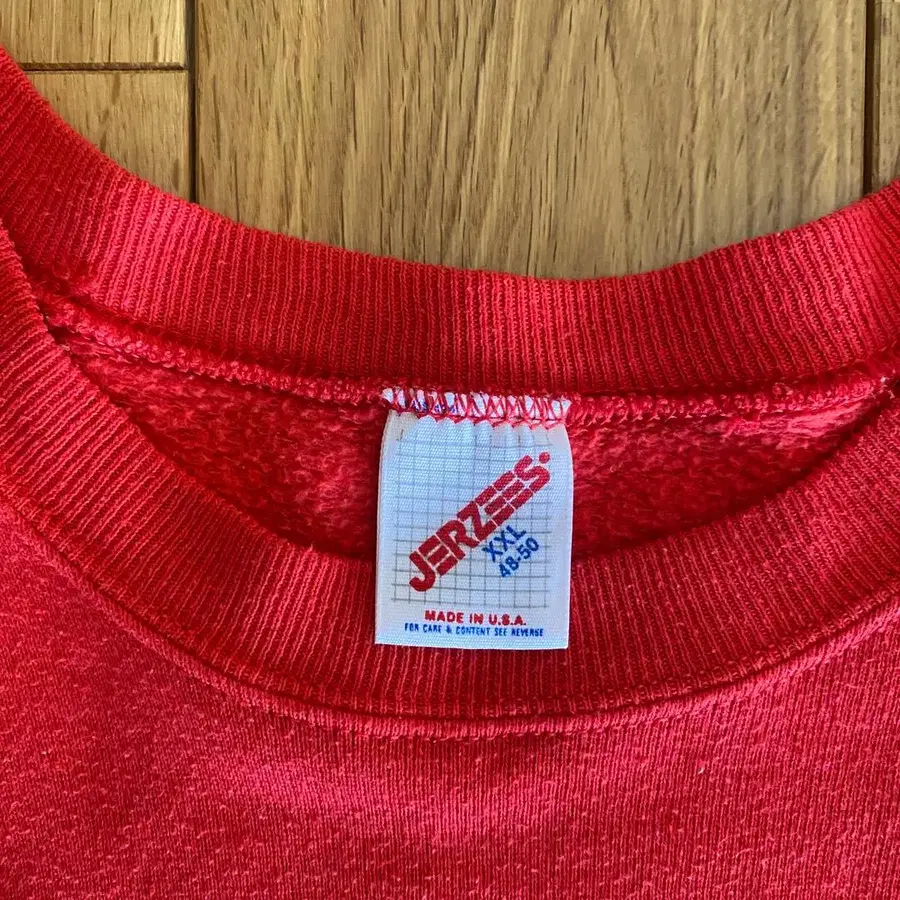 JERZEES
XXL
48-50
MADE IN U.S.A.
FOR CARE & CONTENT SEE REVERSE